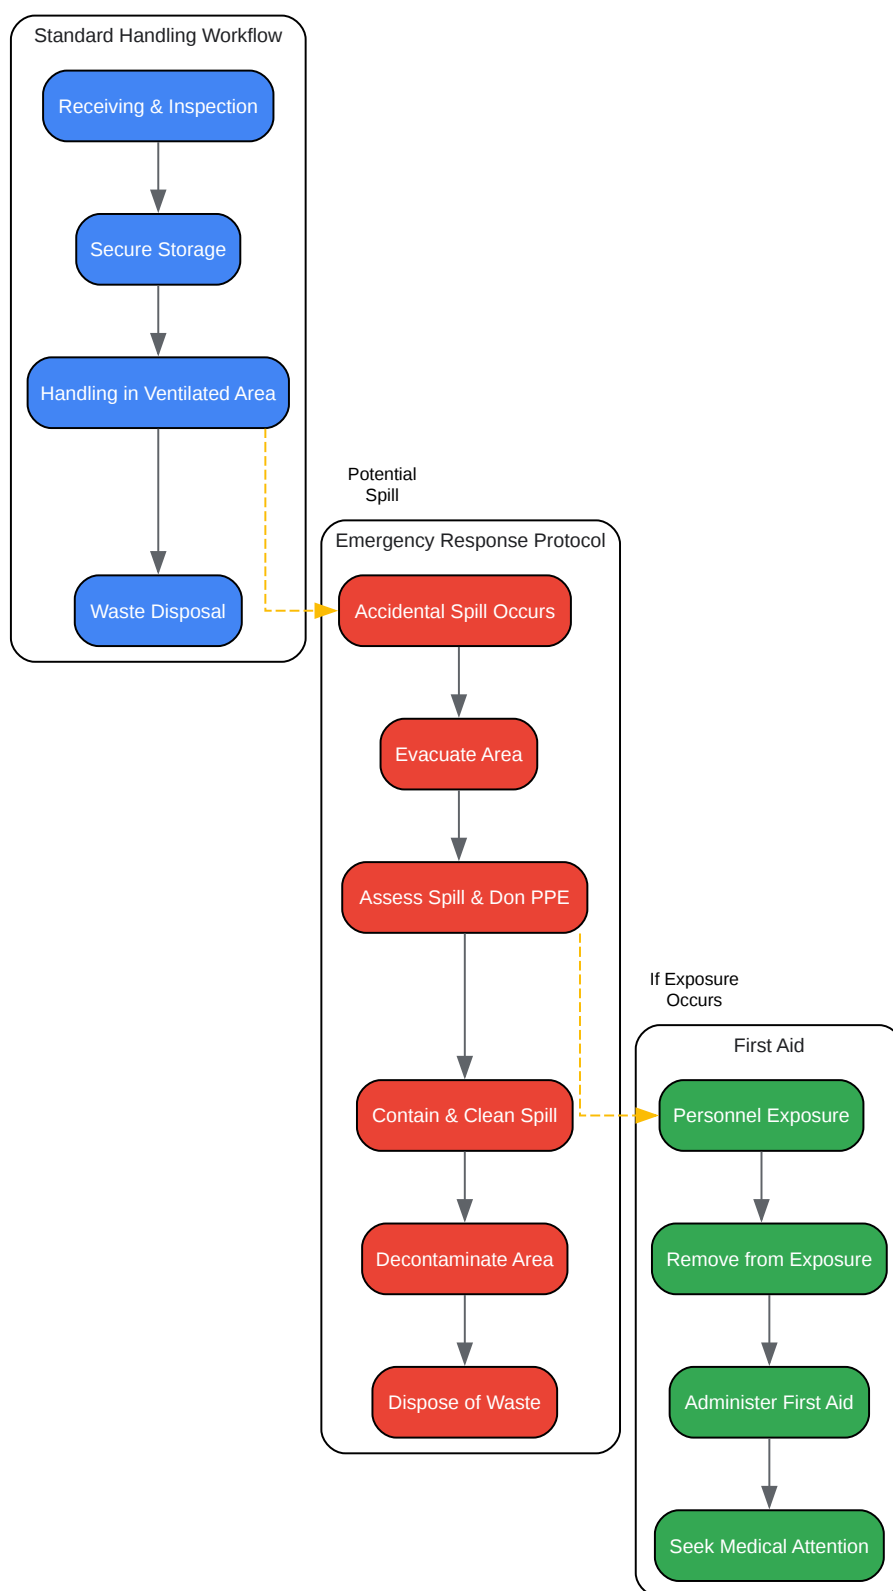 Standard Handling Workflow
Receiving & Inspection
Secure Storage
Handling in Ventilated Area
Waste Disposal
Potential
Spill
Emergency Response Protocol
Accidental Spill Occurs
Evacuate Area
Assess Spill & Don PPE
Contain & Clean Spill
Decontaminate Area
Dispose of Waste
If Exposure
Occurs
First Aid
Personnel Exposure
Remove from Exposure
Administer First Aid
Seek Medical Attention